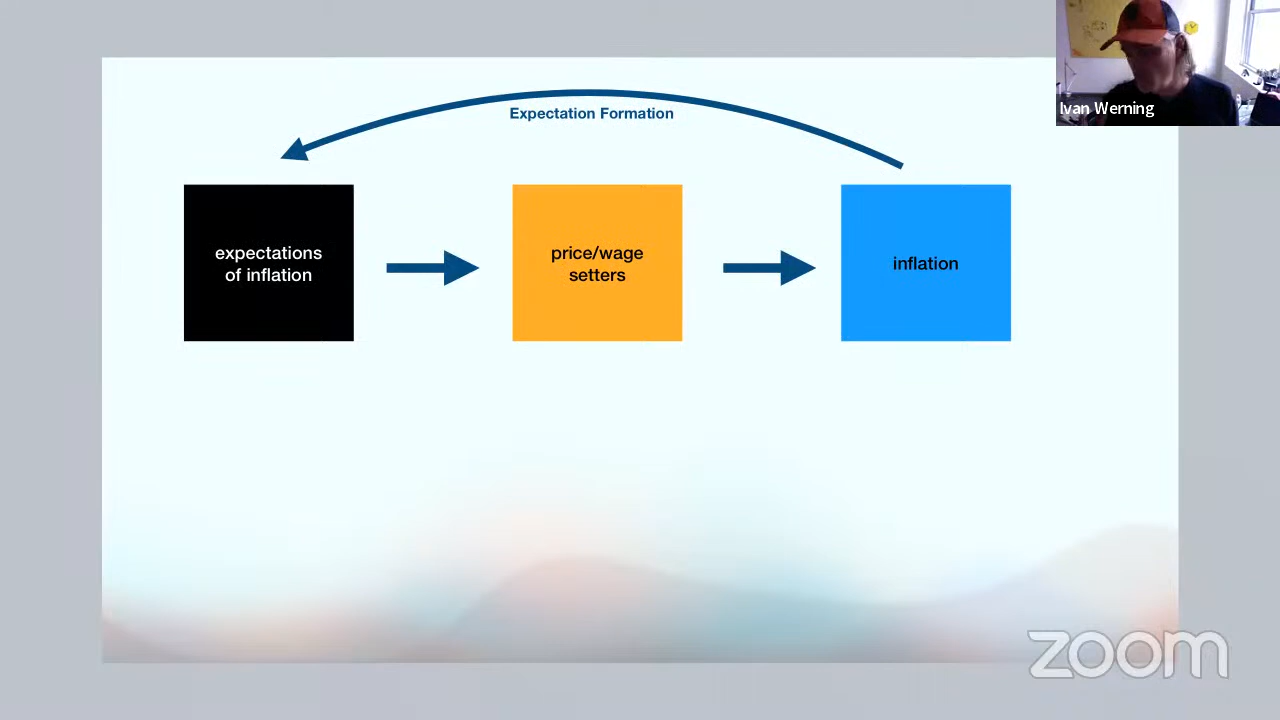 Ivan Werning
Expectation Formation
expectations
of inflation
price/wage
setters
inflation
zoom